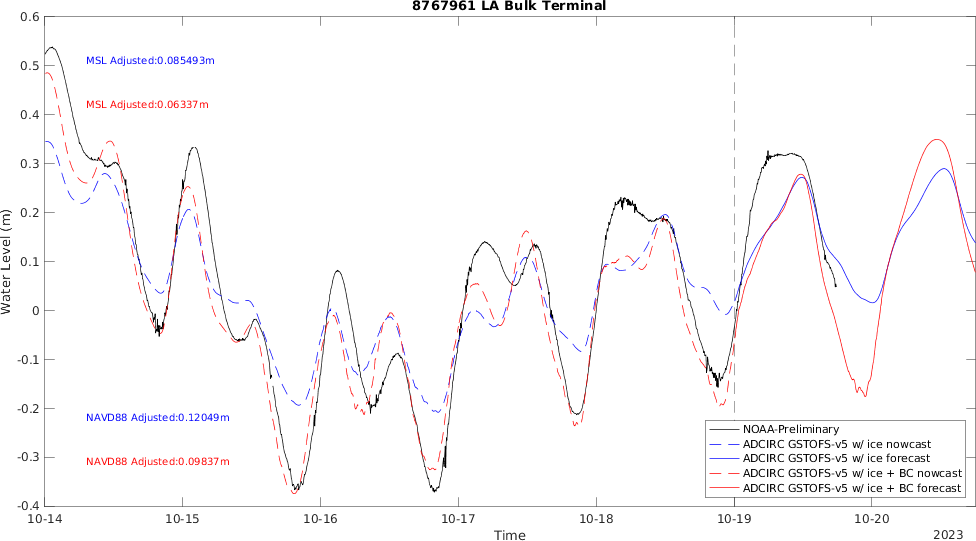 8767961 LA Bulk Terminal
0.6
0.5
0.4
0.3
0.2
0.1
0
-0.1
-0.2
-0.3
-0.4
Water Level (m)
MSL Adjusted:0.085493m
MSL Adjusted:0.06337m
NAVD88 Adjusted:0.12049m
NAVD88 Adjusted:0.09837m
NOAA-Preliminary
ADCIRC GSTOFS-v5 w/ ice nowcast
ADCIRC GSTOFS-v5 w/ ice forecast
ADCIRC GSTOFS-v5 w/ ice + BC nowcast
ADCIRC GSTOFS-v5 w/ ice + BC forecast
10-14 10-15 10-16 10-17 10-18 10-19 10-20
Time
2023